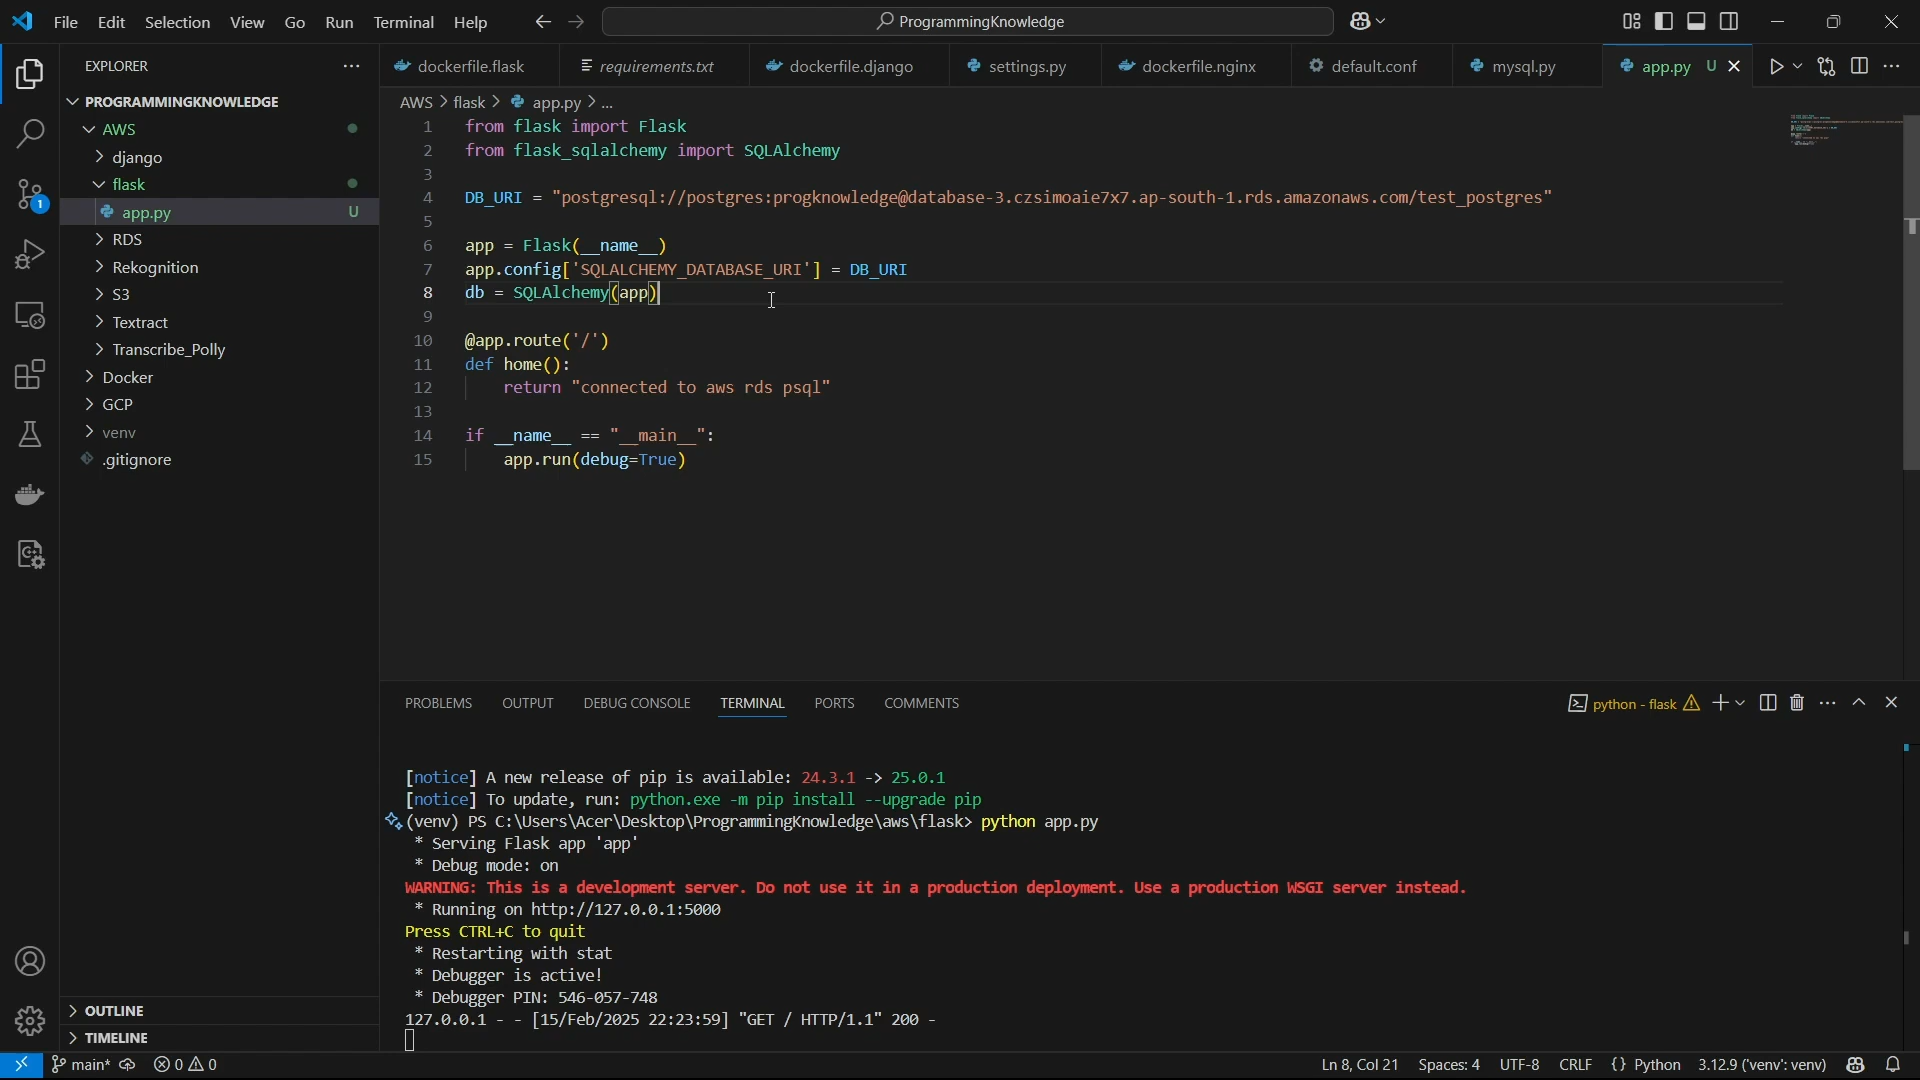 File Edit Selection View Go Run Terminal Help
ProgrammingKnowledge
EXPLORER
PROGRAMMINGKNOWLEDGE
AWS
django
flask
app.py U
RDS
Rekognition
S3
Textract
Transcribe_Polly
Docker
GCP
venv
.gitignore
OUTLINE
TIMELINE
1
dockerfile.flask requirements.txt dockerfile.django settings.py dockerfile.nginx default.conf mysql.py app.py U
AWS > flask > app.py > ...
1 from flask import Flask
2 from flask_sqlalchemy import SQLAlchemy
3
4 DB_URI = "postgresql://postgres:progknowledge@database-3.czsimoaie7x7.ap-south-1.rds.amazonaws.com/test_postgres"
5
6 app = Flask(__name__)
7 app.config['SQLALCHEMY_DATABASE_URI'] = DB_URI
8 db = SQLAlchemy(app)
9
10 @app.route('/')
11 def home():
12 return "connected to aws rds psql"
13
14 if __name__ == "__main__":
15 app.run(debug=True)
PROBLEMS OUTPUT DEBUG CONSOLE TERMINAL PORTS COMMENTS
python - flask
[notice] A new release of pip is available: 24.3.1 -> 25.0.1
[notice] To update, run: python.exe -m pip install --upgrade pip
(venv) PS C:\Users\Acer\Desktop\ProgrammingKnowledge\aws\flask> python app.py
* Serving Flask app 'app'
* Debug mode: on
WARNING: This is a development server. Do not use it in a production deployment. Use a production WSGI server instead.
* Running on http://127.0.0.1:5000
Press CTRL+C to quit
* Restarting with stat
* Debugger is active!
* Debugger PIN: 546-057-748
127.0.0.1 - - [15/Feb/2025 22:23:59] "GET / HTTP/1.1" 200 -
main* 0 0 Ln 8, Col 21 Spaces: 4 UTF-8 CRLF {} Python 3.12.9 ('venv': venv)